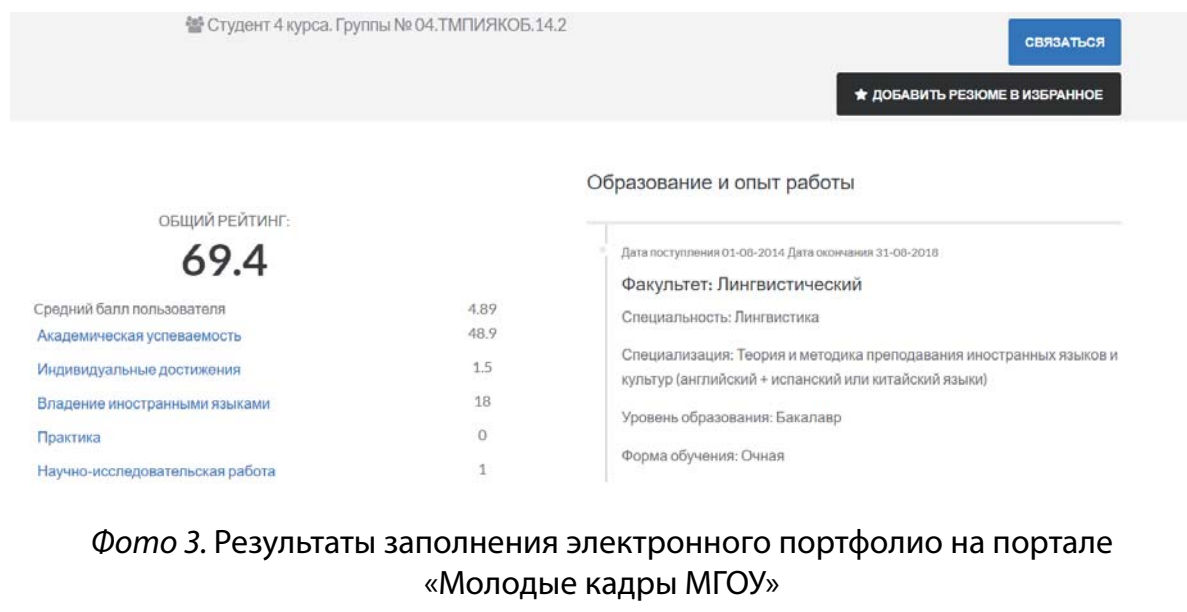 Студент 4 курса. Группы № 04.ТМПИЯКОБ.14.2
СВЯЗАТЬСЯ
★ ДОБАВИТЬ РЕЗЮМЕ В ИЗБРАННОЕ
ОБЩИЙ РЕЙТИНГ:
69.4
Средний балл пользователя 4.89
Академическая успеваемость 48.9
Индивидуальные достижения 1.5
Владение иностранными языками 18
Практика 0
Научно-исследовательская работа 1
Образование и опыт работы
Дата поступления 01-08-2014 Дата окончания 31-08-2018
Факультет: Лингвистический
Специальность: Лингвистика
Специализация: Теория и методика преподавания иностранных языков и
культур (английский + испанский или китайский языки)
Уровень образования: Бакалавр
Форма обучения: Очная
Фото 3. Результаты заполнения электронного портфолио на портале
«Молодые кадры МГОУ»